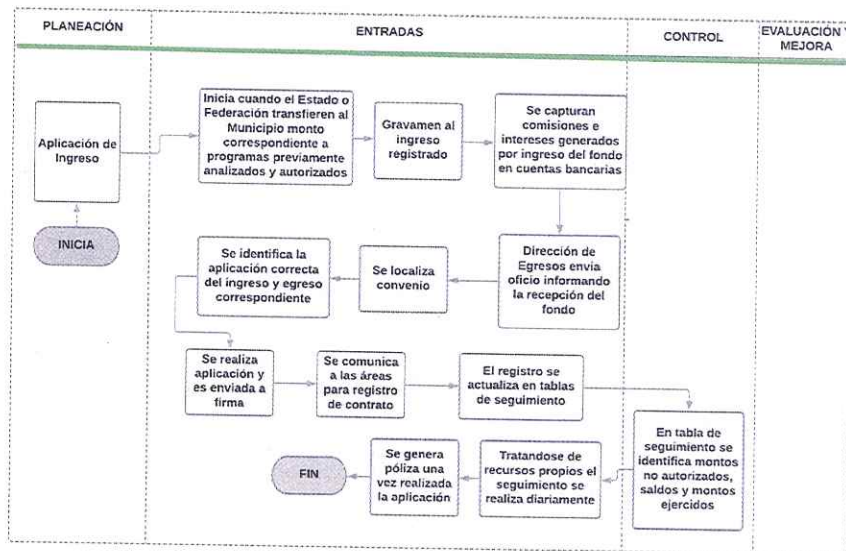 PLANEACIÓN
ENTRADAS
CONTROL
EVALUACIÓN Y
MEJORA
Aplicación de
Ingreso
INICIA
Inicia cuando el Estado o
Federación transfieren al
Municipio monto
correspondiente a
programas previamente
analizados y autorizados
Gravamen al
ingreso
registrado
Se capturan
comisiones e
intereses generados
por ingreso del fondo
en cuentas bancarias
Dirección de
Egresos envía
oficio informando
la recepción del
fondo
Se localiza
convenio
Se identifica la
aplicación correcta
del ingreso y egreso
correspondiente
Se realiza
aplicación y
es enviada a
firma
Se comunica
a las áreas
para registro
de contrato
El registro se
actualiza en tablas
de seguimiento
En tabla de
seguimiento se
identifica montos
no autorizados,
saldos y montos
ejercidos
Tratandose de
recursos propios el
seguimiento se
realiza diariamente
Se genera
póliza una
vez realizada
la aplicación
FIN